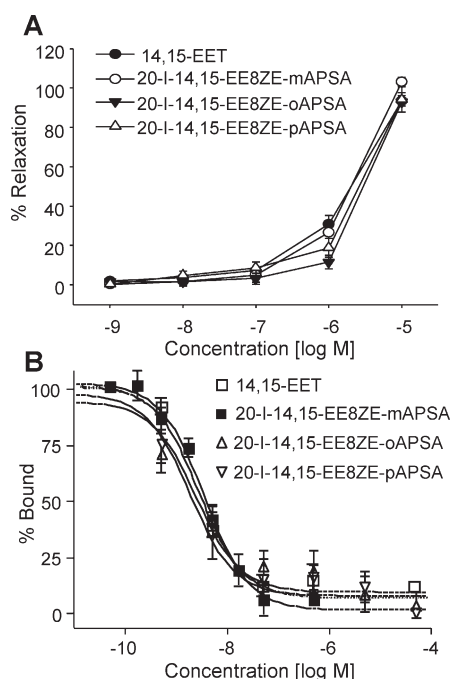 A
14,15-EET
20-I-14,15-EE8ZE-mAPSA
20-I-14,15-EE8ZE-oAPSA
20-I-14,15-EE8ZE-pAPSA
% Relaxation
120
100
80
60
40
20
0
-9 -8 -7 -6 -5
Concentration [log M]
B
14,15-EET
20-I-14,15-EE8ZE-mAPSA
20-I-14,15-EE8ZE-oAPSA
20-I-14,15-EE8ZE-pAPSA
% Bound
100
75
50
25
0
-10 -8 -6 -4
Concentration [log M]